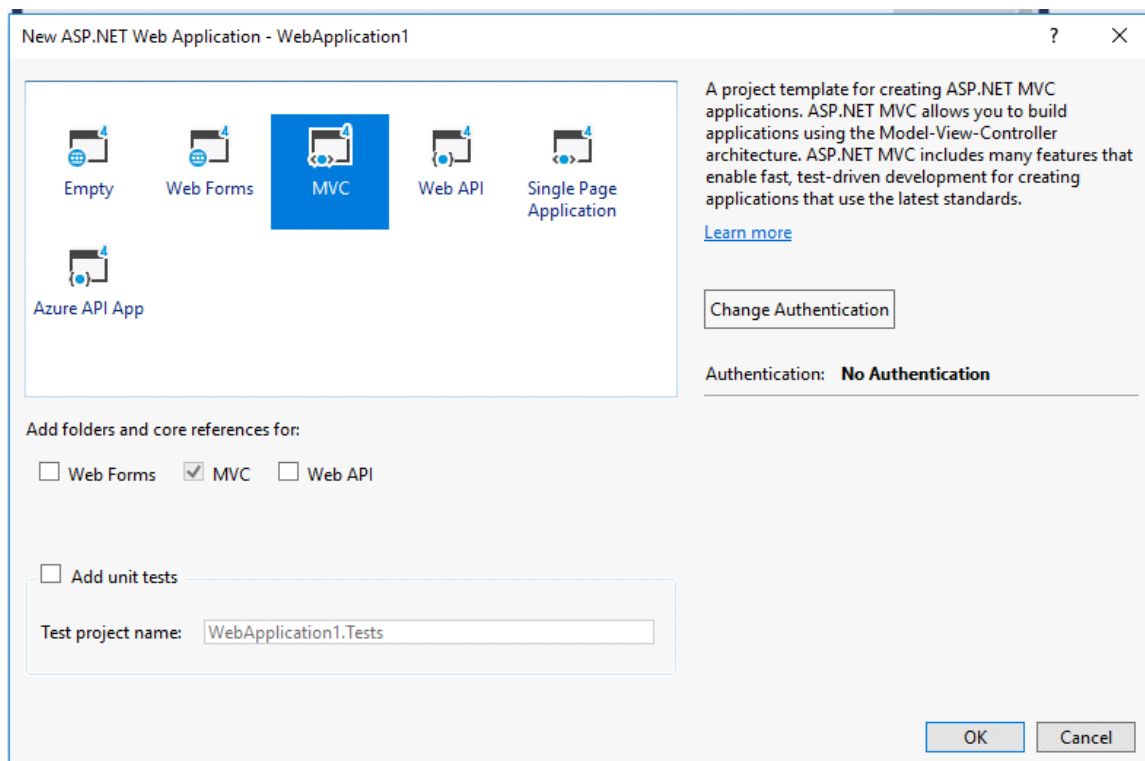 New ASP.NET Web Application - WebApplication1
?
4 4 4 4 4
Empty Web Forms MVC Web API Single Page
Application
4
Azure API App
A project template for creating ASP.NET MVC
applications. ASP.NET MVC allows you to build
applications using the Model-View-Controller
architecture. ASP.NET MVC includes many features that
enable fast, test-driven development for creating
applications that use the latest standards.
Learn more
Change Authentication
Authentication: No Authentication
Add folders and core references for:
Web Forms MVC Web API
Add unit tests
Test project name: WebApplication1.Tests
OK Cancel